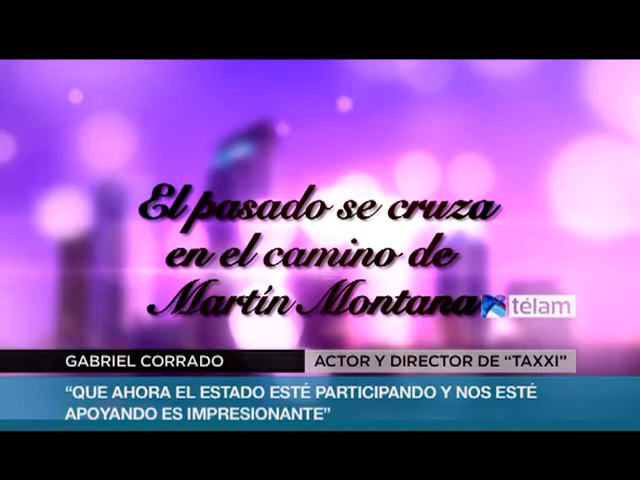 El pasado se cruza
en el camino de
Martín Montana
télam
GABRIEL CORRADO
ACTOR Y DIRECTOR DE “TAXXI”
“QUE AHORA EL ESTADO ESTÉ PARTICIPANDO Y NOS ESTÉ
APOYANDO ES IMPRESIONANTE”